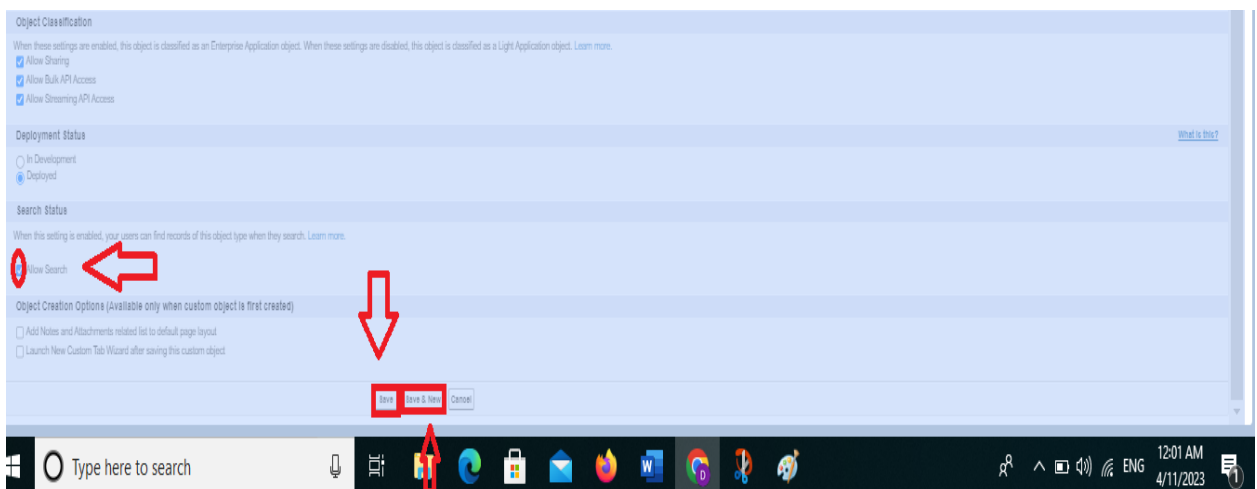 Object Classification
When these settings are enabled, this object is classified as an Enterprise Application object. When these settings are disabled, this object is classified as a Light Application object. Learn more.
Allow Sharing
Allow Bulk API Access
Allow Streaming API Access
Deployment Status
What is this?
In Development
Deployed
Search Status
When this setting is enabled, your users can find records of this object type when they search. Learn more.
Allow Search
Object Creation Options (Available only when custom object is first created)
Add Notes and Attachments related list to default page layout
Launch New Custom Tab Wizard after saving this custom object
Save Save & New Cancel
Type here to search
W
D
ENG
12:01 AM
4/11/2023
1